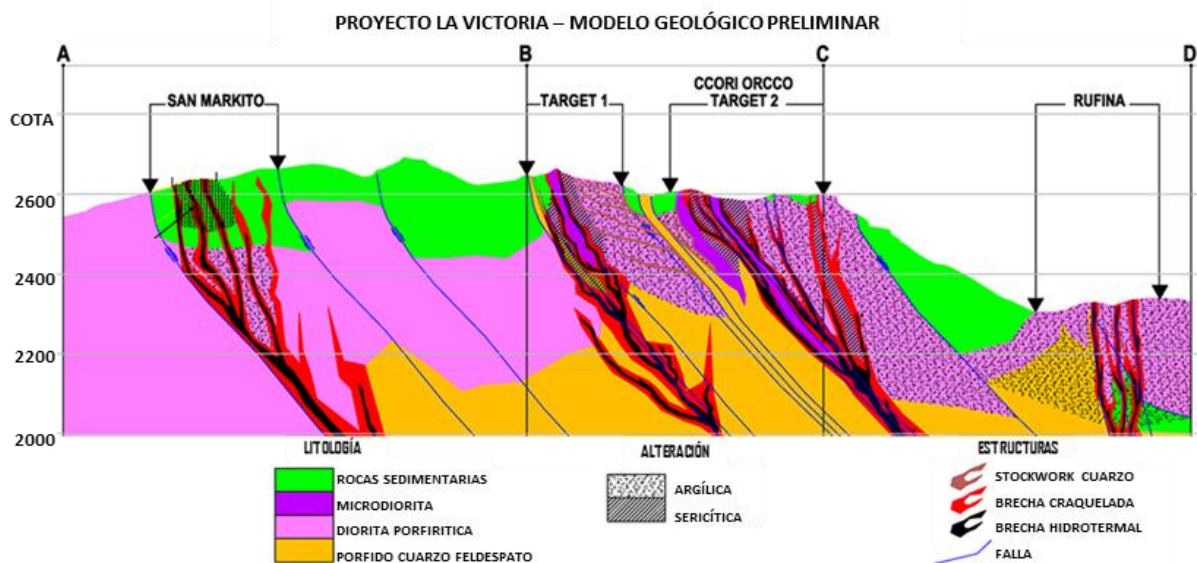 PROYECTO LA VICTORIA – MODELO GEOLÓGICO PRELIMINAR
A B C D
SAN MARKITO TARGET 1 CCORI ORCCO
TARGET 2 RUFINA
COTA
2600
2400
2200
2000
LITOLOGÍA
ROCAS SEDIMENTARIAS
MICRODIORITA
DIORITA PORFIRITICA
PORFIDO CUARZO FELDESPATO
ALTERACIÓN
ARGÍLICA
SERICÍTICA
ESTRUCTURAS
STOCKWORK CUARZO
BRECHA CRAQUELADA
BRECHA HIDROTERMAL
FALLA